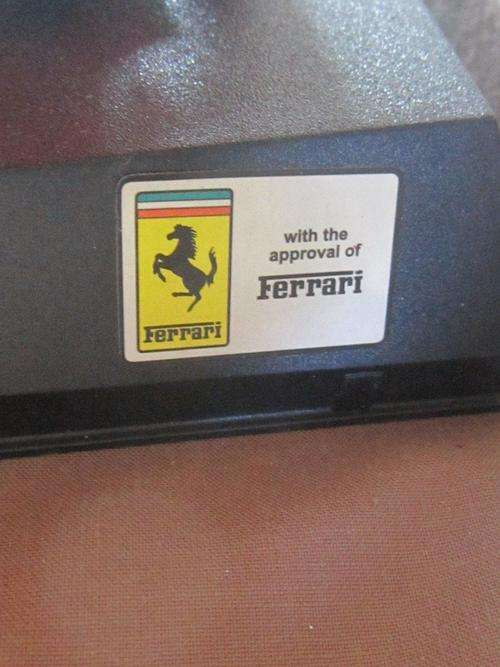 Ferrari
with the
approval of
Ferrari